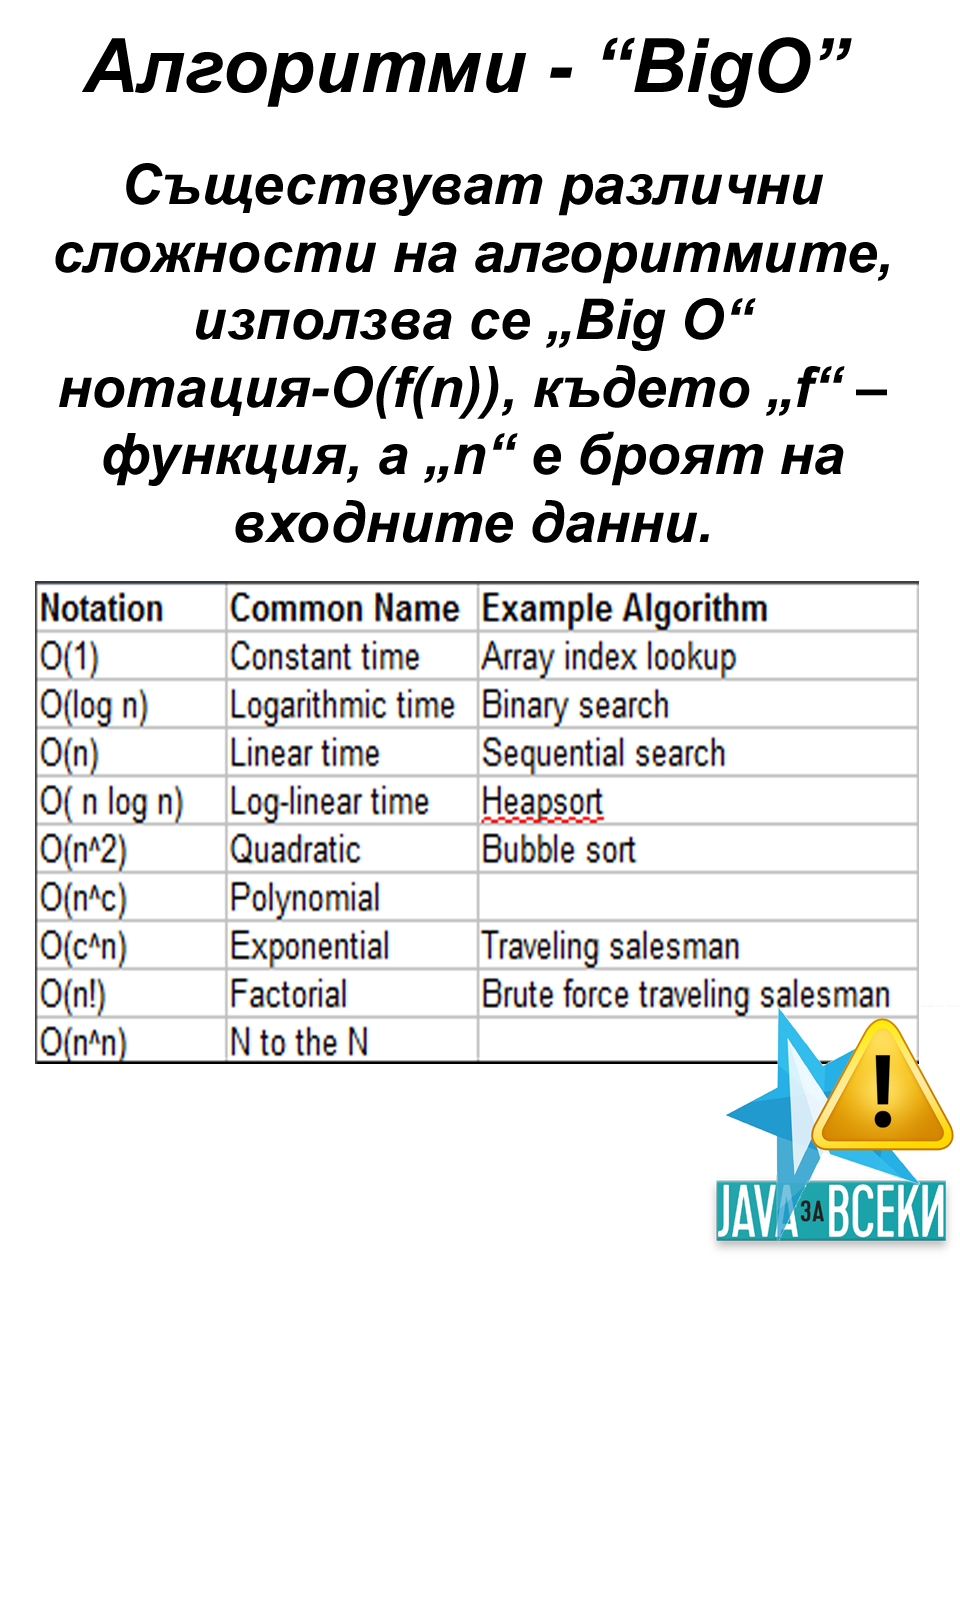 Алгоритми - “BigO”
Съществуват различни
сложности на алгоритмите,
използва се „Big O“
нотация-O(f(n)), където „f“ –
функция, а „n“ е броят на
входните данни.
Notation Common Name Example Algorithm
O(1) Constant time Array index lookup
O(log n) Logarithmic time Binary search
O(n) Linear time Sequential search
O( n log n) Log-linear time Heapsort
O(n^2) Quadratic Bubble sort
O(n^c) Polynomial
O(c^n) Exponential Traveling salesman
O(n!) Factorial Brute force traveling salesman
O(n^n) N to the N
!
JAVA ЗА ВСЕКИ